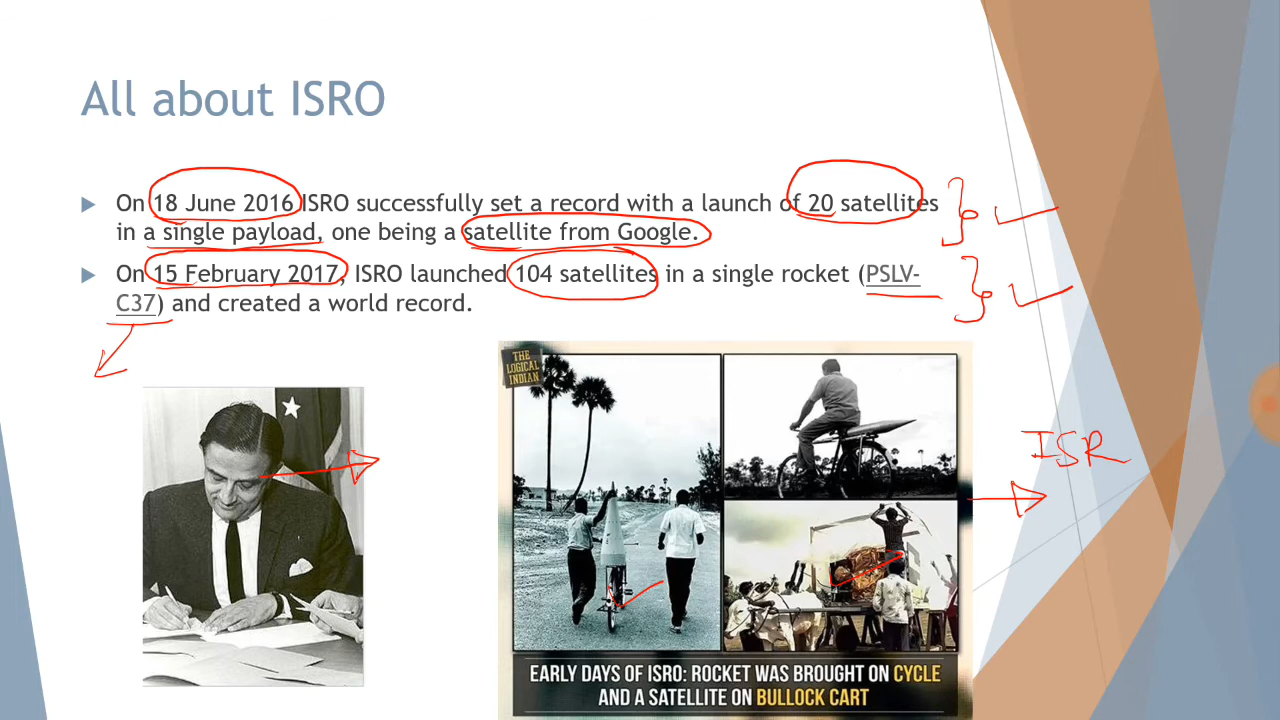 All about ISRO
On 18 June 2016 ISRO successfully set a record with a launch of 20 satellites
in a single payload, one being a satellite from Google.
On 15 February 2017, ISRO launched 104 satellites in a single rocket (PSLV-
C37) and created a world record.
THE
LOGICAL
INDIAN
ISR
EARLY DAYS OF ISRO: ROCKET WAS BROUGHT ON CYCLE
AND A SATELLITE ON BULLOCK CART